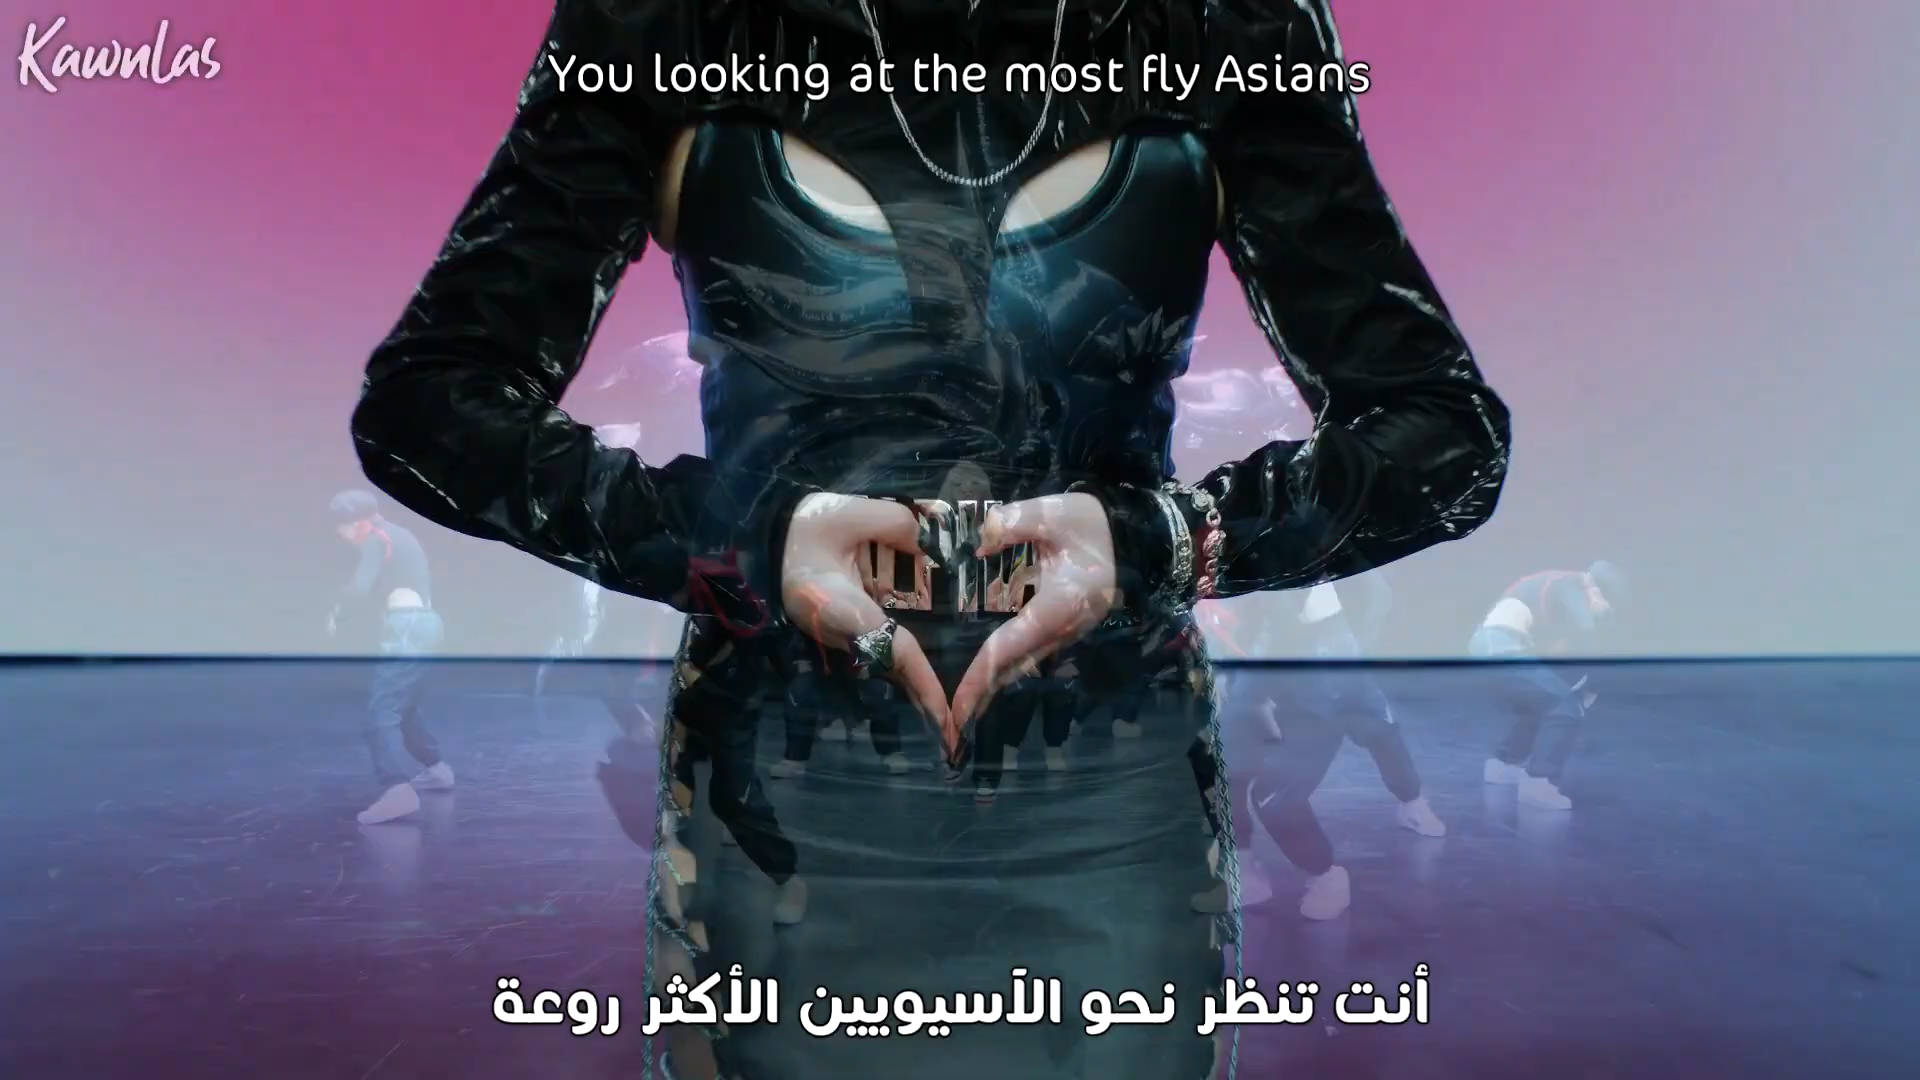 Kawnlas
You looking at the most fly Asians
أنت تنظر نحو الآسيويين الأكثر روعة